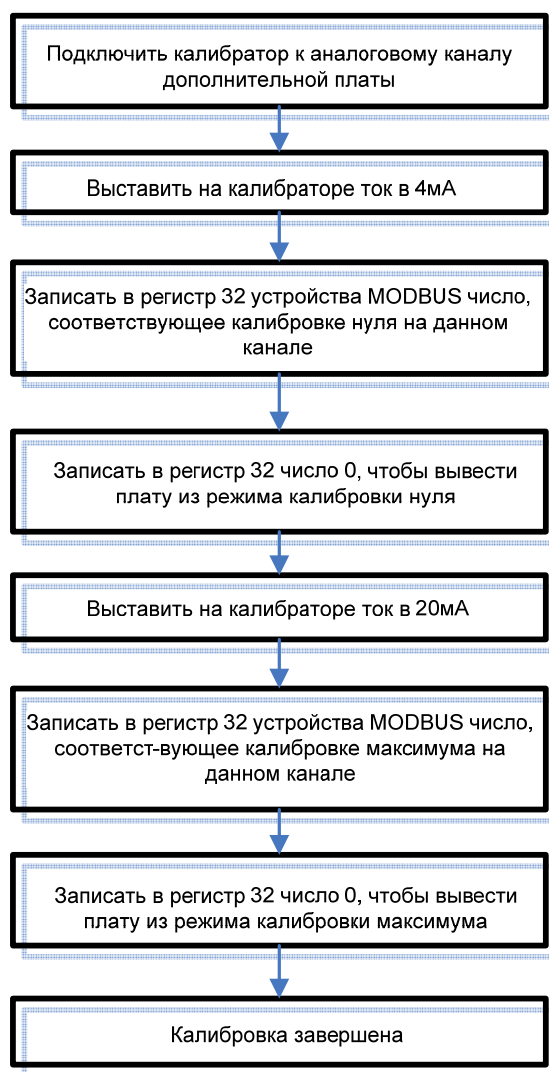 Подключить калибратор к аналоговому каналу
дополнительной платы
Выставить на калибраторе ток в 4мА
Записать в регистр 32 устройства MODBUS число,
соответствующее калибровке нуля на данном
канале
Записать в регистр 32 число 0, чтобы вывести
плату из режима калибровки нуля
Выставить на калибраторе ток в 20мА
Записать в регистр 32 устройства MODBUS число,
соответст-вующее калибровке максимума на
данном канале
Записать в регистр 32 число 0, чтобы вывести
плату из режима калибровки максимума
Калибровка завершена